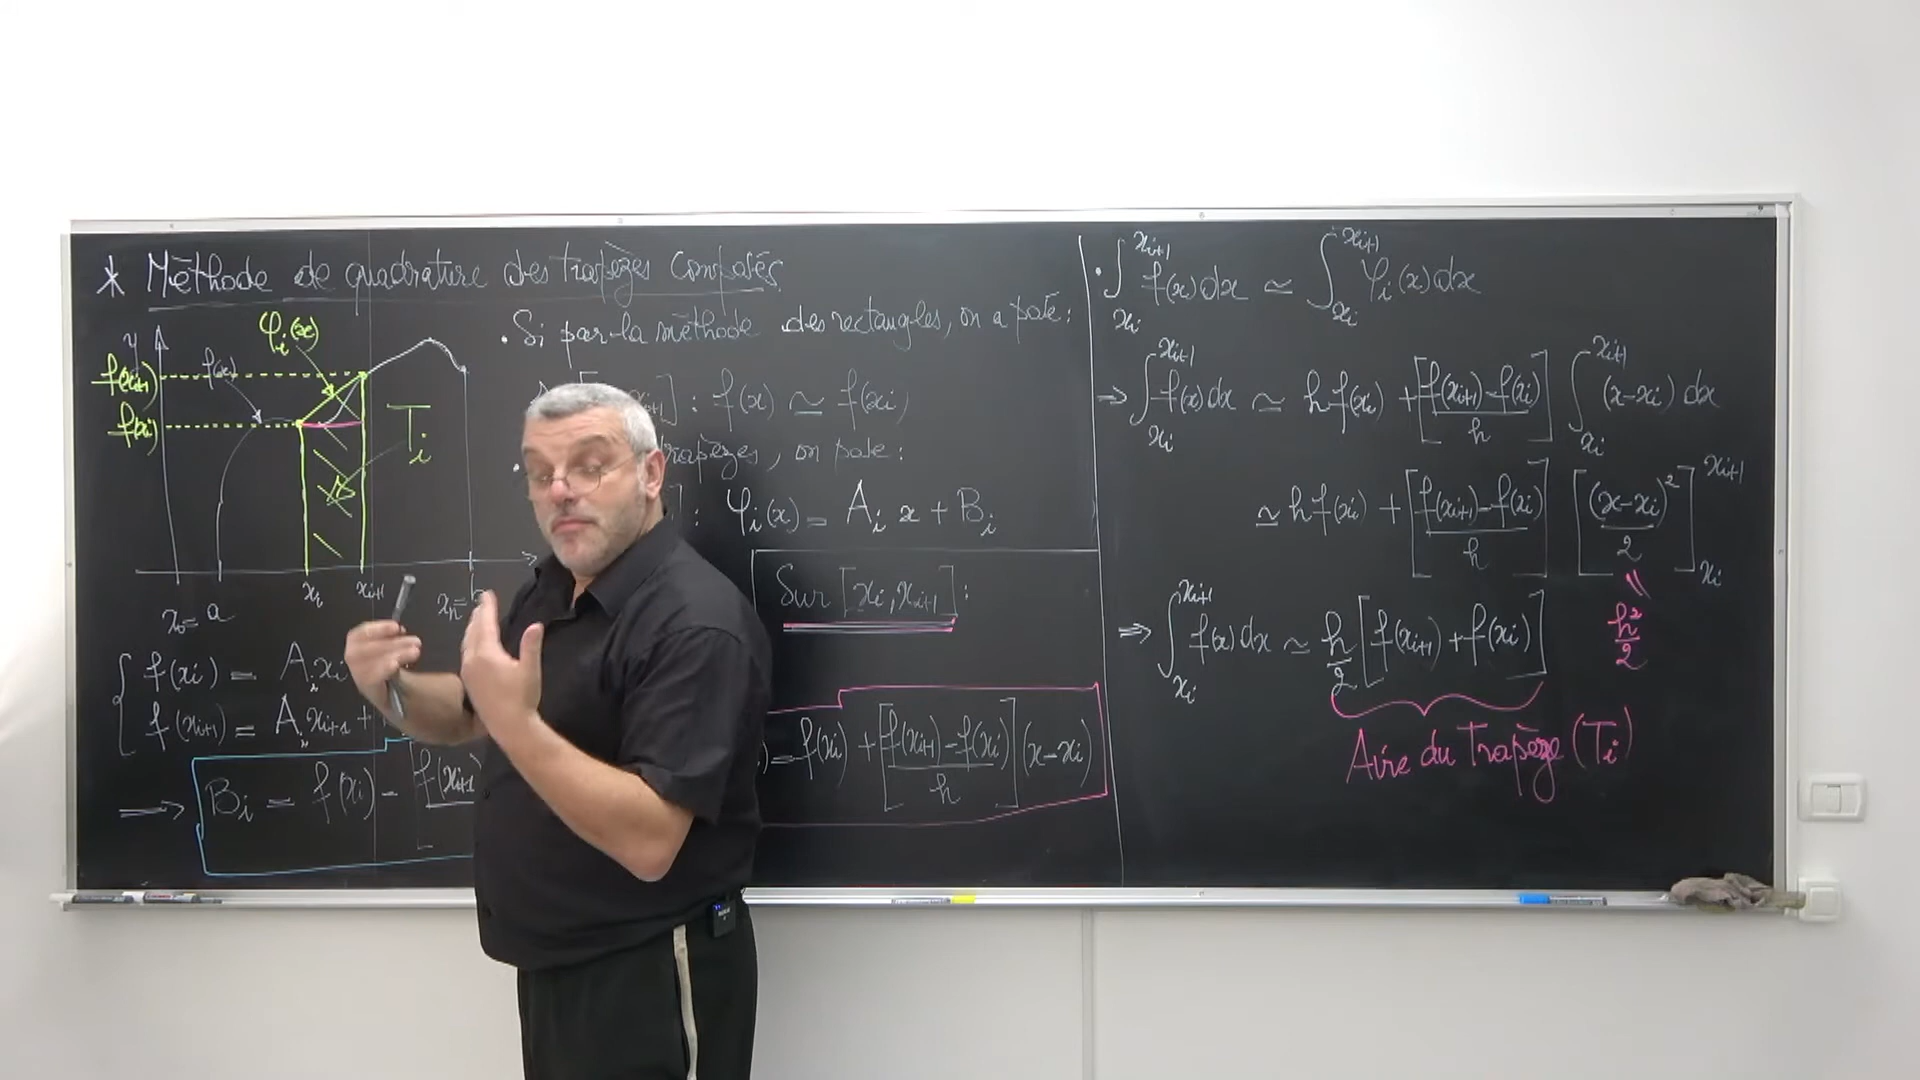 * Méthode de quadrature des trapèzes composés.
y
φi(x)
f(xi+1)
f(x)
f(xi)
Ti
xi xi+1
x0 = a
xn =
{ f(xi) = Ai xi
f(xi+1) = Ai xi+1 +
⟹ Bi = f(xi) - f(xi+1)
• Si par la méthode des rectangles, on a posé :
xi+1] : f(x) ≃ f(xi)
• trapèzes, on pose :
] : φi(x) = Ai x + Bi
Sur [xi, xi+1] :
) = f(xi) + [f(xi+1) - f(xi) / h] (x - xi)
• ∫_{xi}^{xi+1} f(x) dx ≃ ∫_{xi}^{xi+1} φi(x) dx
⟹ ∫_{xi}^{xi+1} f(x) dx ≃ h f(xi) + [f(xi+1) - f(xi) / h] ∫_{xi}^{xi+1} (x - xi) dx
≃ h f(xi) + [f(xi+1) - f(xi) / h] [(x - xi)² / 2]_{xi}^{xi+1}
= h²/2
⟹ ∫_{xi}^{xi+1} f(x) dx ≃ h/2 [f(xi+1) + f(xi)]
Aire du Trapèze (Ti)